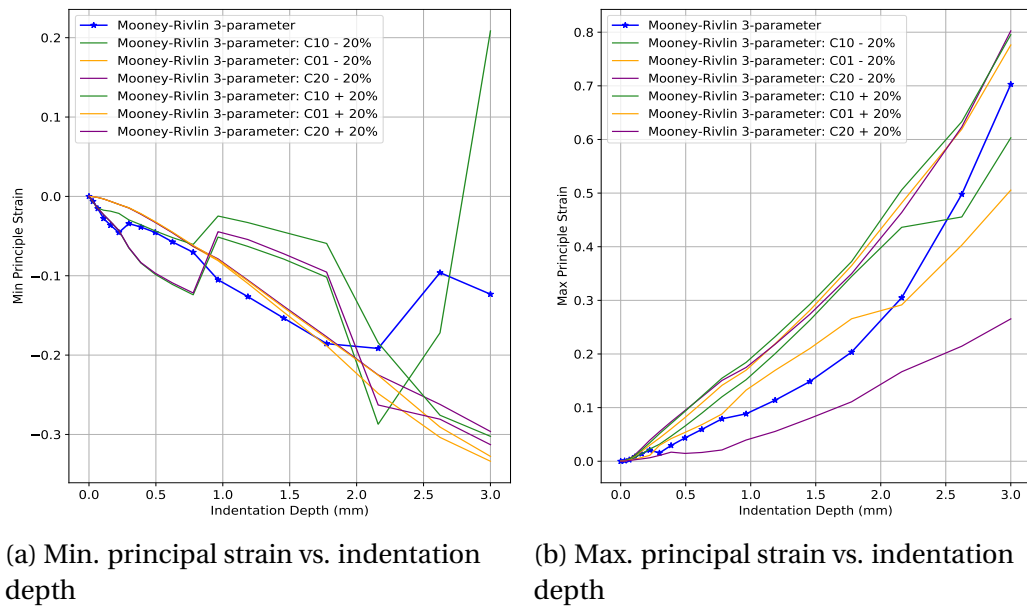 Mooney-Rivlin 3-parameter
Mooney-Rivlin 3-parameter: C10 - 20%
Mooney-Rivlin 3-parameter: C01 - 20%
Mooney-Rivlin 3-parameter: C20 - 20%
Mooney-Rivlin 3-parameter: C10 + 20%
Mooney-Rivlin 3-parameter: C01 + 20%
Mooney-Rivlin 3-parameter: C20 + 20%
0.2
0.1
0.0
−0.1
−0.2
−0.3
Min Principle Strain
0.0 0.5 1.0 1.5 2.0 2.5 3.0
Indentation Depth (mm)
(a) Min. principal strain vs. indentation
depth
Mooney-Rivlin 3-parameter
Mooney-Rivlin 3-parameter: C10 - 20%
Mooney-Rivlin 3-parameter: C01 - 20%
Mooney-Rivlin 3-parameter: C20 - 20%
Mooney-Rivlin 3-parameter: C10 + 20%
Mooney-Rivlin 3-parameter: C01 + 20%
Mooney-Rivlin 3-parameter: C20 + 20%
0.8
0.7
0.6
0.5
0.4
0.3
0.2
0.1
0.0
Max Principle Strain
0.0 0.5 1.0 1.5 2.0 2.5 3.0
Indentation Depth (mm)
(b) Max. principal strain vs. indentation
depth